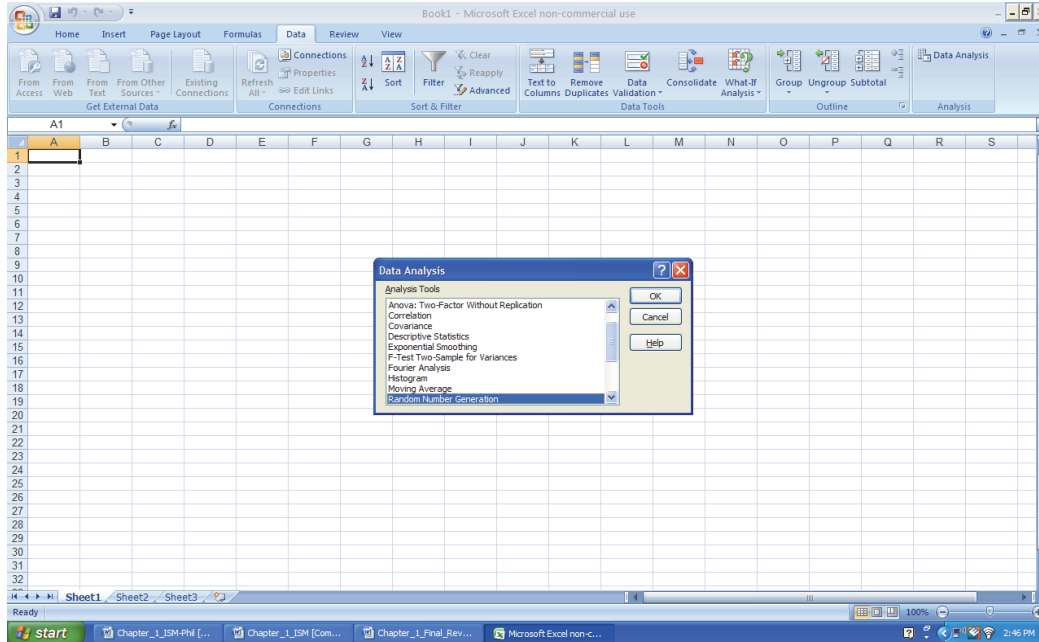 Book1 - Microsoft Excel non-commercial use
Home Insert Page Layout Formulas Data Review View
From Access
From Web
From Text
From Other Sources
Existing Connections
Get External Data
Refresh All
Connections
Properties
Edit Links
Connections
Sort
Filter
Clear
Reapply
Advanced
Sort & Filter
Text to Columns
Remove Duplicates
Data Validation
Consolidate
What-If Analysis
Data Tools
Group
Ungroup
Subtotal
Outline
Data Analysis
Analysis
A1 fx
A B C D E F G H I J K L M N O P Q R S
1
2
3
4
5
6
7
8
9
10
11
12
13
14
15
16
17
18
19
20
21
22
23
24
25
26
27
28
29
30
31
32
Data Analysis
Analysis Tools
Anova: Two-Factor Without Replication
Correlation
Covariance
Descriptive Statistics
Exponential Smoothing
F-Test Two-Sample for Variances
Fourier Analysis
Histogram
Moving Average
Random Number Generation
OK
Cancel
Help
Sheet1 Sheet2 Sheet3
Ready 100%
start Chapter_1_ISM-Phil [... Chapter_1_ISM [Com... Chapter_1_Final_Rev... Microsoft Excel non-c... 2:46 PM